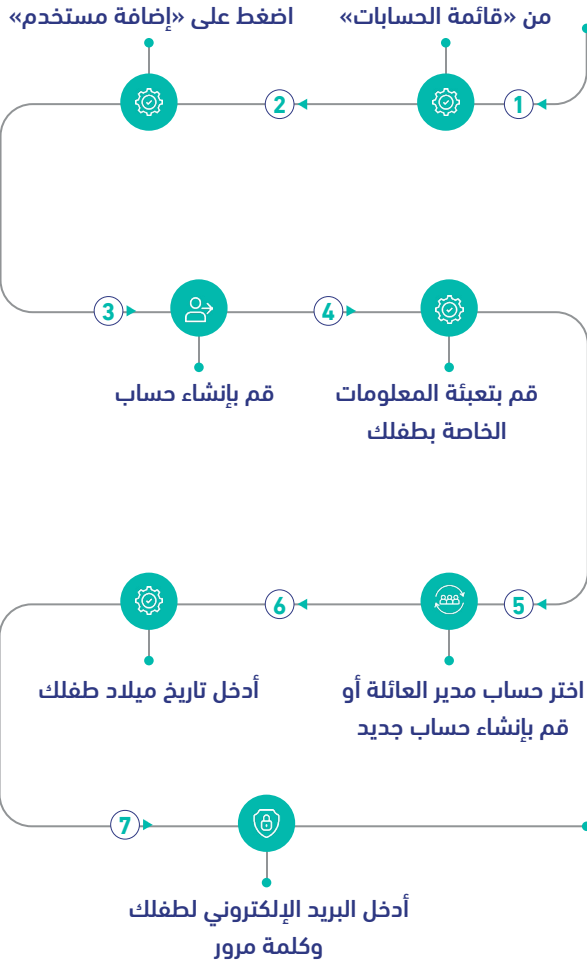 من «قائمة الحسابات»
اضغط على «إضافة مستخدم»
1
2
3
4
قم بإنشاء حساب
قم بتعبئة المعلومات
الخاصة بطفلك
5
6
اختر حساب مدير العائلة أو
قم بإنشاء حساب جديد
أدخل تاريخ ميلاد طفلك
7
أدخل البريد الإلكتروني لطفلك
وكلمة مرور